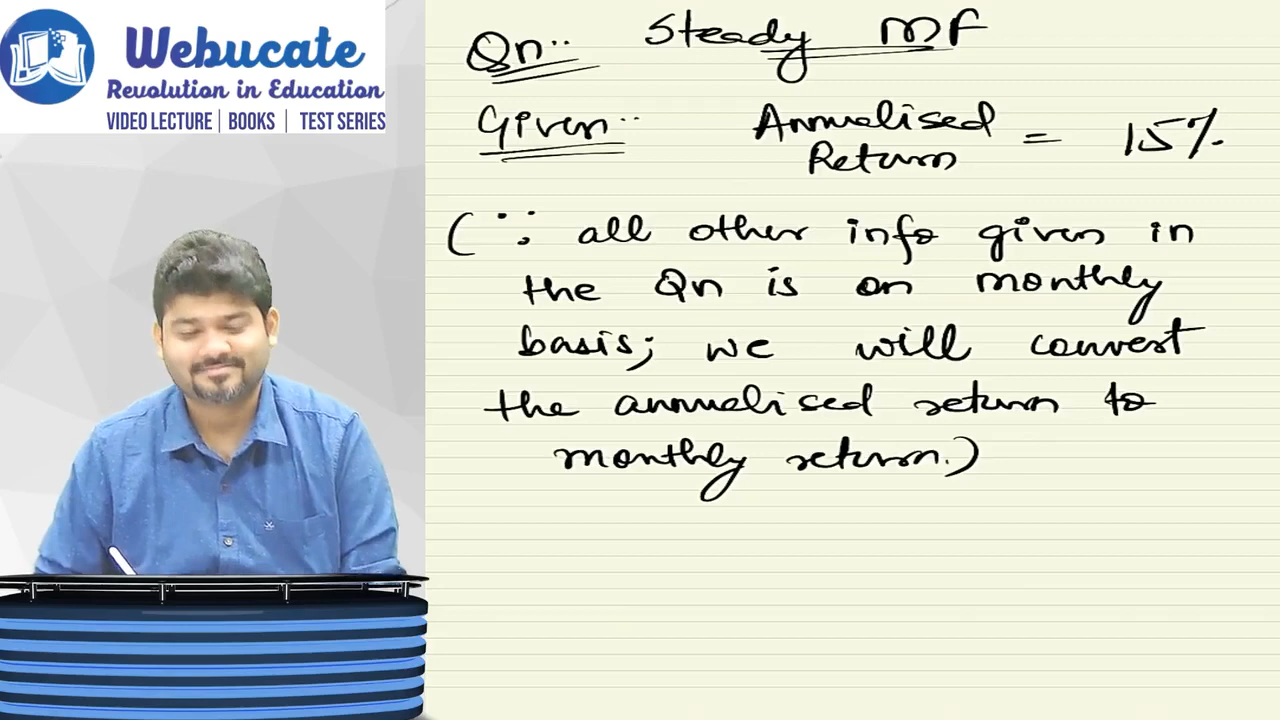 Webucate
Revolution in Education
VIDEO LECTURE | BOOKS | TEST SERIES
Qn:- Steady MF
Given:- Annualised Return = 15%
(∵ all other info given in
the Qn is on monthly
basis; we will convert
the annualised return to
monthly return.)